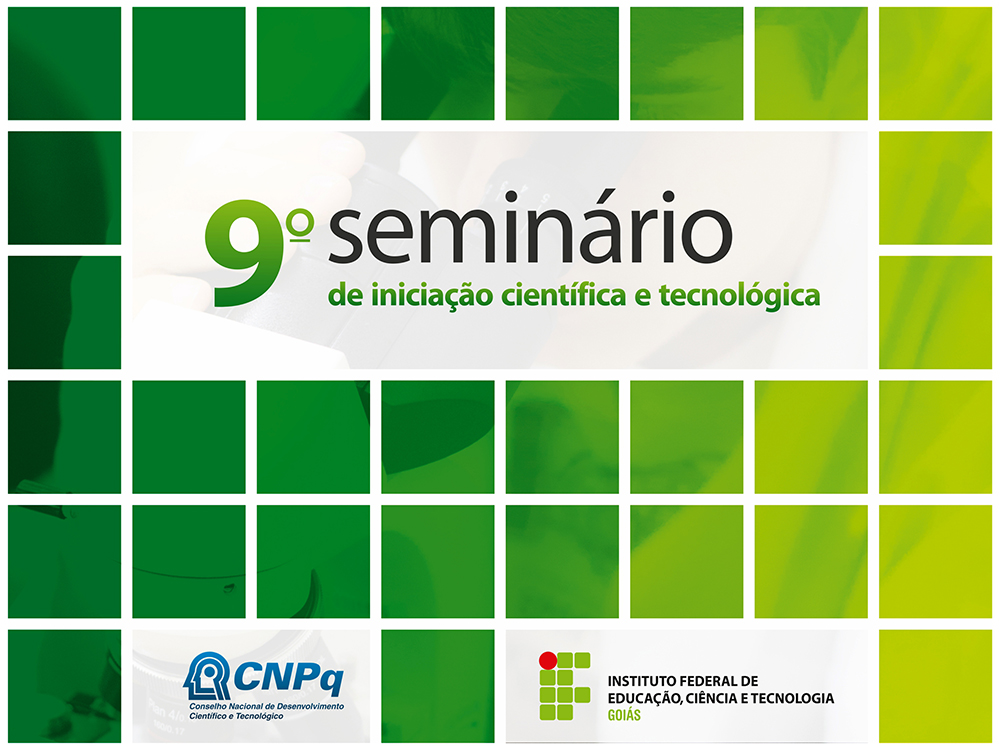 9º seminário
de iniciação científica e tecnológica
CNPq
Conselho Nacional de Desenvolvimento
Científico e Tecnológico
INSTITUTO FEDERAL DE
EDUCAÇÃO, CIÊNCIA E TECNOLOGIA
GOIÁS